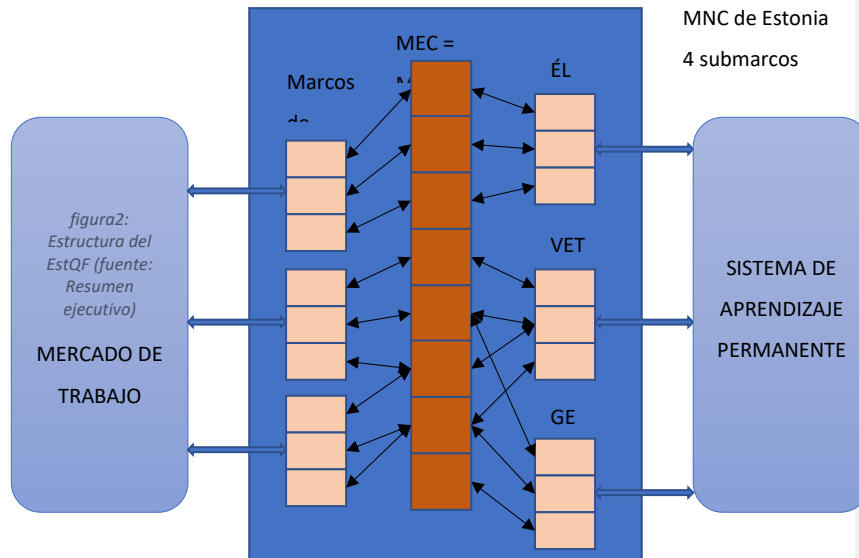 MNC de Estonia
4 submarcos
MEC =
Marcos
ÉL
figura2:
Estructura del
EstQF (fuente:
Resumen
ejecutivo)
MERCADO DE
TRABAJO
VET
SISTEMA DE
APRENDIZAJE
PERMANENTE
GE